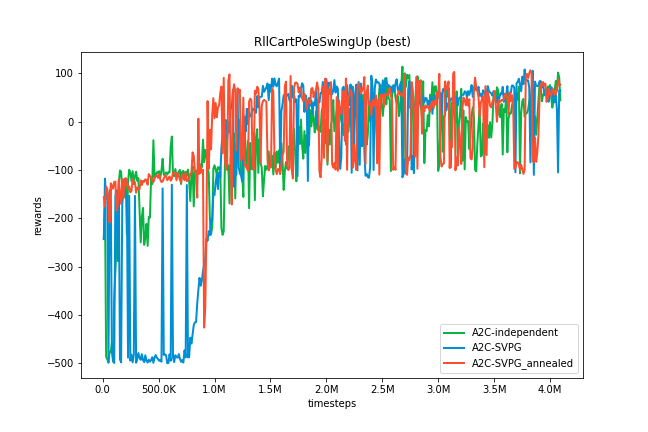 RllCartPoleSwingUp (best)
rewards
100
0
−100
−200
−300
−400
−500
0.0
500.0M
1.0M
1.5M
2.0M
2.5M
3.0M
3.5M
4.0M
timesteps
A2C-independent
A2C-SVPG
A2C-SVPG_annealed